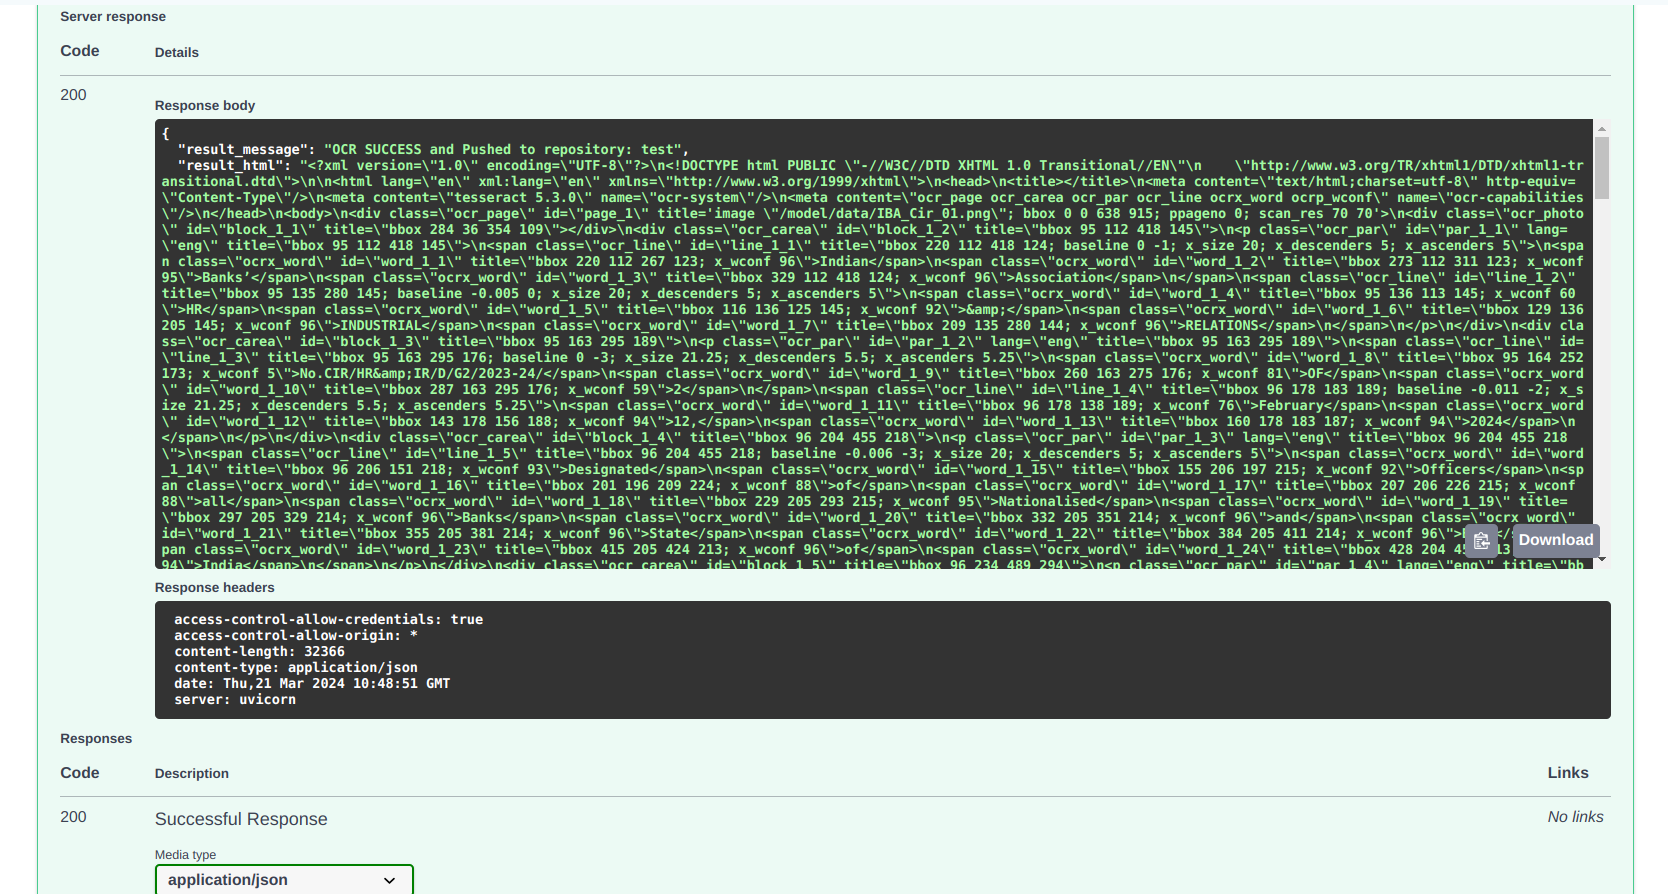 Server response
Code Details
200
Response body
{
"result_message": "OCR SUCCESS and Pushed to repository: test",
"result_html": "<?xml version=\"1.0\" encoding=\"UTF-8\"?>\n<!DOCTYPE html PUBLIC \"-//W3C//DTD XHTML 1.0 Transitional//EN\"\n    \"http://www.w3.org/TR/xhtml1/DTD/xhtml1-tr
ansitional.dtd\">\n\n<html lang=\"en\" xml:lang=\"en\" xmlns=\"http://www.w3.org/1999/xhtml\">\n<head>\n<title></title>\n<meta content=\"text/html;charset=utf-8\" http-equiv=
\"Content-Type\"/>\n<meta content=\"tesseract 5.3.0\" name=\"ocr-system\"/>\n<meta content=\"ocr_page ocr_carea ocr_par ocr_line ocrx_word ocrp_wconf\" name=\"ocr-capabilities
\"/>\n</head>\n<body>\n<div class=\"ocr_page\" id=\"page_1\" title='image \"/model/data/IBA_Cir_01.png\"; bbox 0 0 638 915; ppageno 0; scan_res 70 70'>\n<div class=\"ocr_photo
\" id=\"block_1_1\" title=\"bbox 284 36 354 109\"></div>\n<div class=\"ocr_carea\" id=\"block_1_2\" title=\"bbox 95 112 418 145\">\n<p class=\"ocr_par\" id=\"par_1_1\" lang=
\"eng\" title=\"bbox 95 112 418 145\">\n<span class=\"ocr_line\" id=\"line_1_1\" title=\"bbox 220 112 418 124; baseline 0 -1; x_size 20; x_descenders 5; x_ascenders 5\">\n<spa
n class=\"ocrx_word\" id=\"word_1_1\" title=\"bbox 220 112 267 123; x_wconf 96\">Indian</span>\n<span class=\"ocrx_word\" id=\"word_1_2\" title=\"bbox 273 112 311 123; x_wconf
95\">Banks’</span>\n<span class=\"ocrx_word\" id=\"word_1_3\" title=\"bbox 329 112 418 124; x_wconf 96\">Association</span>\n</span>\n<span class=\"ocr_line\" id=\"line_1_2\"
title=\"bbox 95 135 280 145; baseline -0.005 0; x_size 20; x_descenders 5; x_ascenders 5\">\n<span class=\"ocrx_word\" id=\"word_1_4\" title=\"bbox 95 136 113 145; x_wconf 60
\">HR</span>\n<span class=\"ocrx_word\" id=\"word_1_5\" title=\"bbox 116 136 125 145; x_wconf 92\">&amp;</span>\n<span class=\"ocrx_word\" id=\"word_1_6\" title=\"bbox 129 136
205 145; x_wconf 96\">INDUSTRIAL</span>\n<span class=\"ocrx_word\" id=\"word_1_7\" title=\"bbox 209 135 280 144; x_wconf 96\">RELATIONS</span>\n</span>\n</p>\n</div>\n<div cla
ss=\"ocr_carea\" id=\"block_1_3\" title=\"bbox 95 163 295 189\">\n<p class=\"ocr_par\" id=\"par_1_2\" lang=\"eng\" title=\"bbox 95 163 295 189\">\n<span class=\"ocr_line\" id=
\"line_1_3\" title=\"bbox 95 163 295 176; baseline 0 -3; x_size 21.25; x_descenders 5.5; x_ascenders 5.25\">\n<span class=\"ocrx_word\" id=\"word_1_8\" title=\"bbox 95 164 252
173; x_wconf 5\">No.CIR/HR&amp;IR/D/G2/2023-24/</span>\n<span class=\"ocrx_word\" id=\"word_1_9\" title=\"bbox 260 163 275 176; x_wconf 81\">OF</span>\n<span class=\"ocrx_word
\" id=\"word_1_10\" title=\"bbox 287 163 295 176; x_wconf 59\">2</span>\n</span>\n<span class=\"ocr_line\" id=\"line_1_4\" title=\"bbox 96 178 183 189; baseline -0.011 -2; x_s
ize 21.25; x_descenders 5.5; x_ascenders 5.25\">\n<span class=\"ocrx_word\" id=\"word_1_11\" title=\"bbox 96 178 138 189; x_wconf 76\">February</span>\n<span class=\"ocrx_word
\" id=\"word_1_12\" title=\"bbox 143 178 156 188; x_wconf 94\">12,</span>\n<span class=\"ocrx_word\" id=\"word_1_13\" title=\"bbox 160 178 183 187; x_wconf 94\">2024</span>\n
</span>\n</p>\n</div>\n<div class=\"ocr_carea\" id=\"block_1_4\" title=\"bbox 96 204 455 218\">\n<p class=\"ocr_par\" id=\"par_1_3\" lang=\"eng\" title=\"bbox 96 204 455 218
\">\n<span class=\"ocr_line\" id=\"line_1_5\" title=\"bbox 96 204 455 218; baseline -0.006 -3; x_size 20; x_descenders 5; x_ascenders 5\">\n<span class=\"ocrx_word\" id=\"word
_1_14\" title=\"bbox 96 206 151 218; x_wconf 93\">Designated</span>\n<span class=\"ocrx_word\" id=\"word_1_15\" title=\"bbox 155 206 197 215; x_wconf 92\">Officers</span>\n<sp
an class=\"ocrx_word\" id=\"word_1_16\" title=\"bbox 201 196 209 224; x_wconf 88\">of</span>\n<span class=\"ocrx_word\" id=\"word_1_17\" title=\"bbox 207 206 226 215; x_wconf
88\">all</span>\n<span class=\"ocrx_word\" id=\"word_1_18\" title=\"bbox 229 205 293 215; x_wconf 95\">Nationalised</span>\n<span class=\"ocrx_word\" id=\"word_1_19\" title=
\"bbox 297 205 329 214; x_wconf 96\">Banks</span>\n<span class=\"ocrx_word\" id=\"word_1_20\" title=\"bbox 332 205 351 214; x_wconf 96\">and</span>\n<span class=\"ocrx_word\"
id=\"word_1_21\" title=\"bbox 355 205 381 214; x_wconf 96\">State</span>\n<span class=\"ocrx_word\" id=\"word_1_22\" title=\"bbox 384 205 411 214; x_wconf 96\">
pan class=\"ocrx_word\" id=\"word_1_23\" title=\"bbox 415 205 424 213; x_wconf 96\">of</span>\n<span class=\"ocrx_word\" id=\"word_1_24\" title=\"bbox 428 204
Download
94\">India</span>\n</span>\n</p>\n</div>\n<div class=\"ocr_carea\" id=\"block_1_5\" title=\"bbox 96 234 489 294\">\n<p class=\"ocr_par\" id=\"par_1_4\" lang=\"eng\" title=\"bb
Response headers
access-control-allow-credentials: true
access-control-allow-origin: *
content-length: 32366
content-type: application/json
date: Thu,21 Mar 2024 10:48:51 GMT
server: uvicorn
Responses
Code Description Links
200 Successful Response No links
Media type
application/json